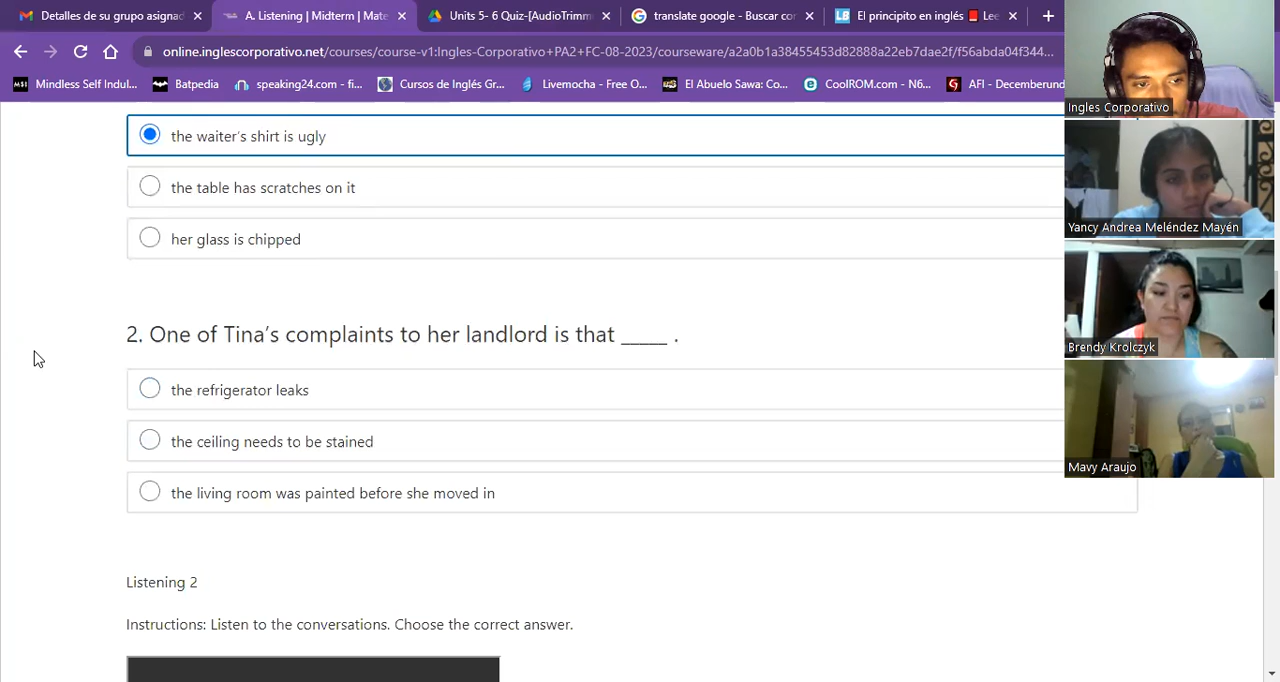 Detalles de su grupo asignad
A. Listening | Midterm | Mate
Units 5- 6 Quiz-[AudioTrimm
translate google - Buscar con
El principito en inglés 📕 Lee
online.inglescorporativo.net/courses/course-v1:Ingles-Corporativo+PA2+FC-08-2023/courseware/a2a0b1a38455453d82888a22eb7dae2f/f56abda04f344...
Mindless Self Indul...
Batpedia
speaking24.com - fi...
Cursos de Inglés Gr...
Livemocha - Free O...
El Abuelo Sawa: Co...
CoolROM.com - N6...
AFI - Decemberund
Ingles Corporativo
the waiter's shirt is ugly
the table has scratches on it
Yancy Andrea Meléndez Mayén
her glass is chipped
2. One of Tina's complaints to her landlord is that _____ .
Brendy Krolczyk
the refrigerator leaks
the ceiling needs to be stained
Mavy Araujo
the living room was painted before she moved in
Listening 2
Instructions: Listen to the conversations. Choose the correct answer.